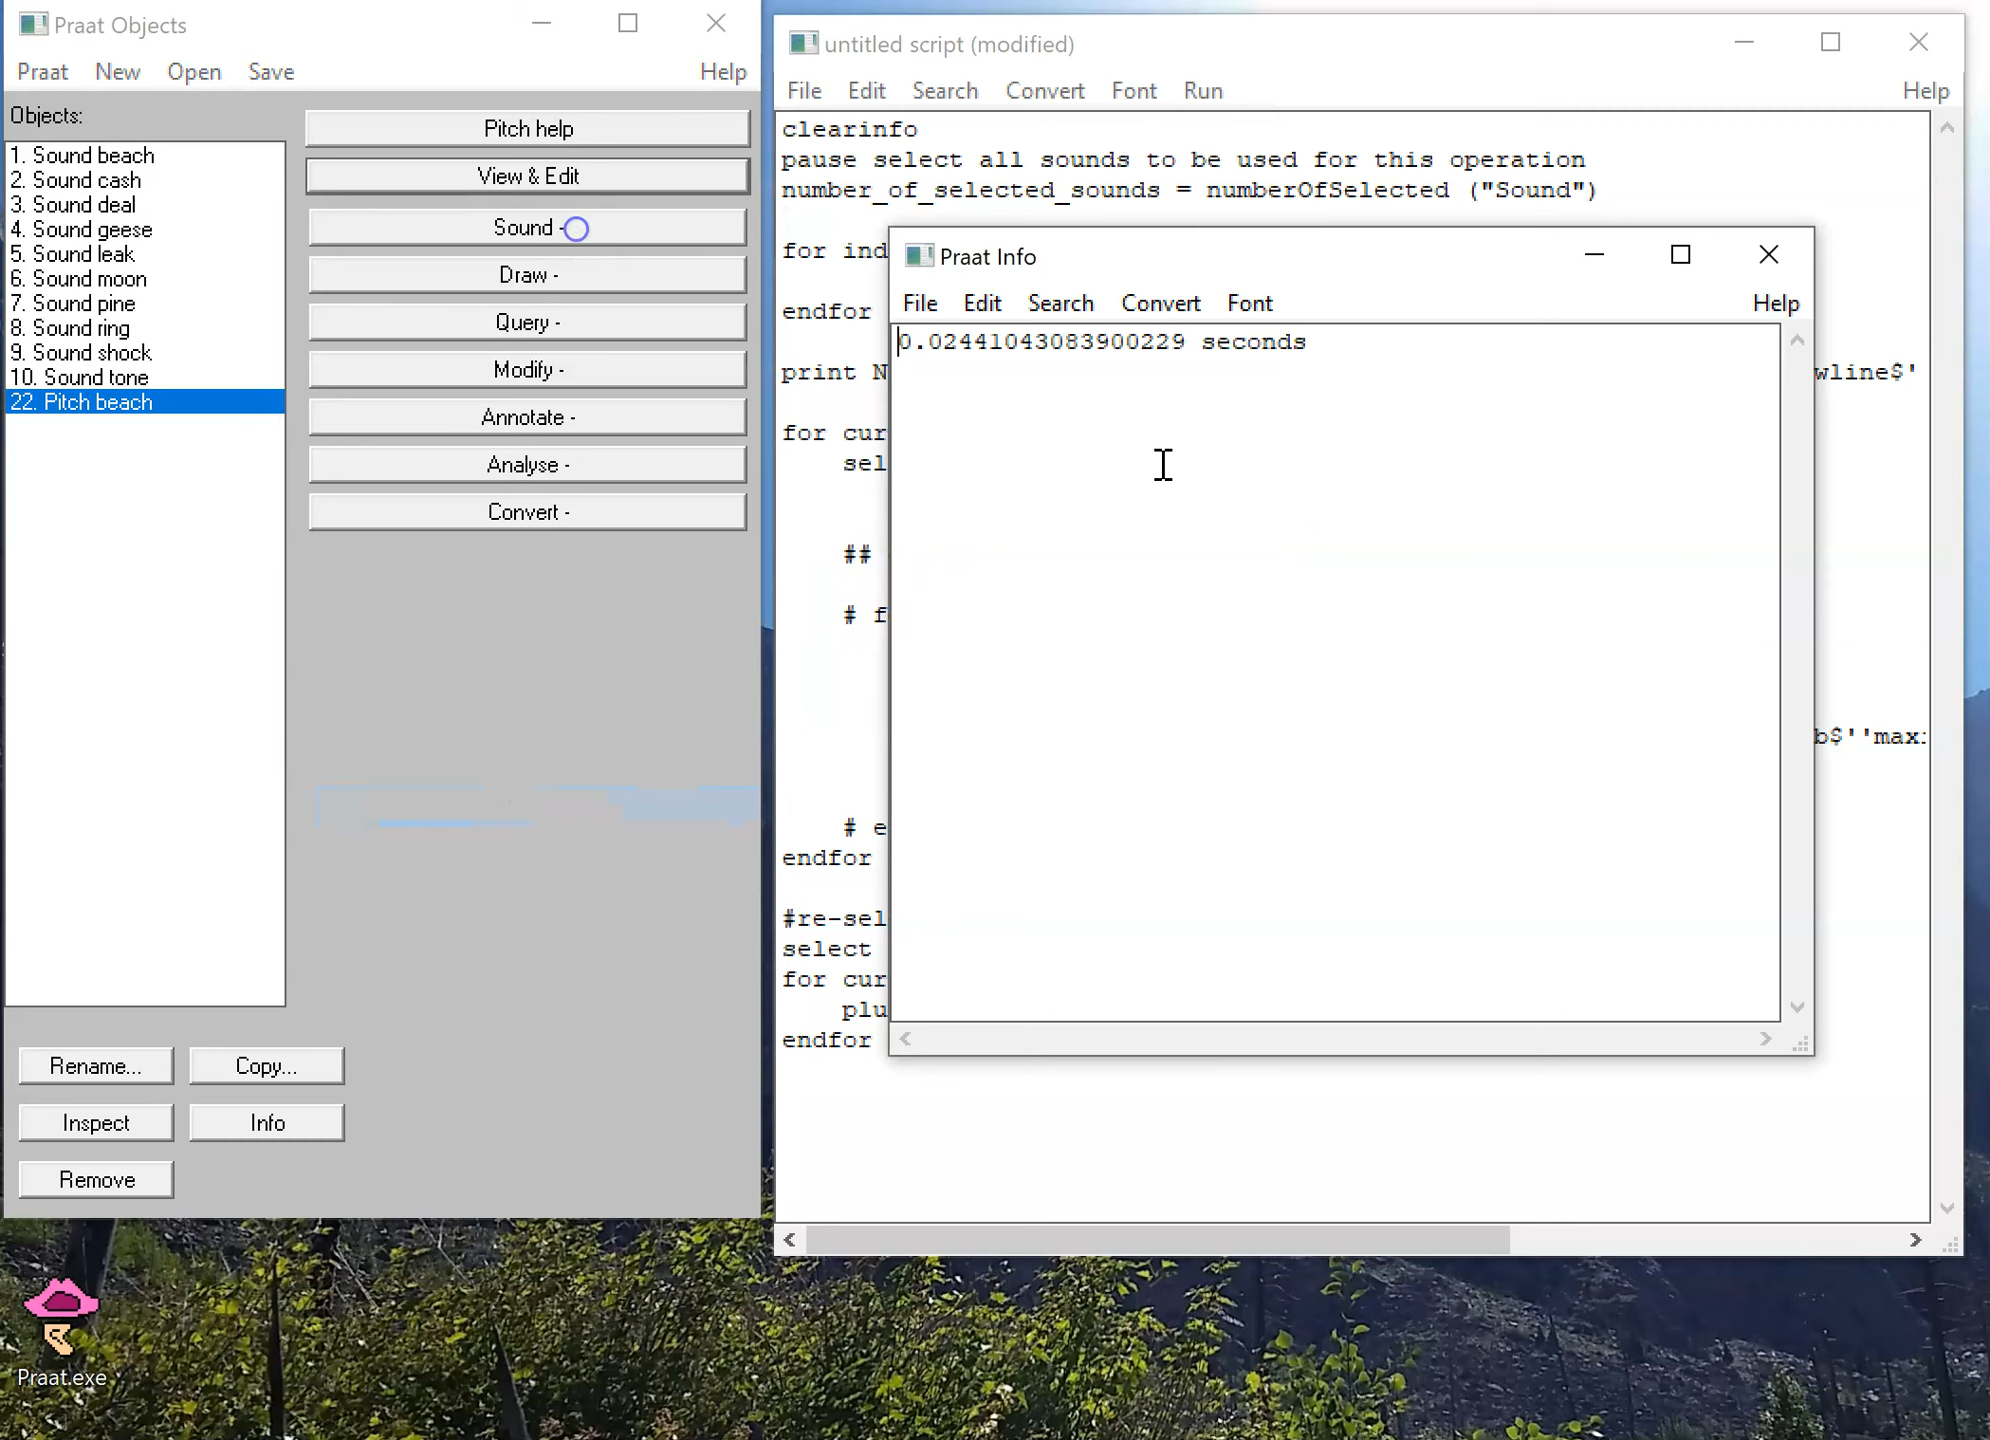 Praat Objects
Praat New Open Save Help
Objects:
1. Sound beach
2. Sound cash
3. Sound deal
4. Sound geese
5. Sound leak
6. Sound moon
7. Sound pine
8. Sound ring
9. Sound shock
10. Sound tone
22. Pitch beach
Pitch help
View & Edit
Sound -
Draw -
Query -
Modify -
Annotate -
Analyse -
Convert -
Rename... Copy...
Inspect Info
Remove
untitled script (modified)
File Edit Search Convert Font Run Help
clearinfo
pause select all sounds to be used for this operation
number_of_selected_sounds = numberOfSelected ("Sound")
for ind
endfor
print N wline$'
for cur
sel
##
# f
b$''max:
# e
endfor
#re-sel
select
for cur
plu
endfor
Praat Info
File Edit Search Convert Font Help
0.02441043083900229 seconds
Praat.exe